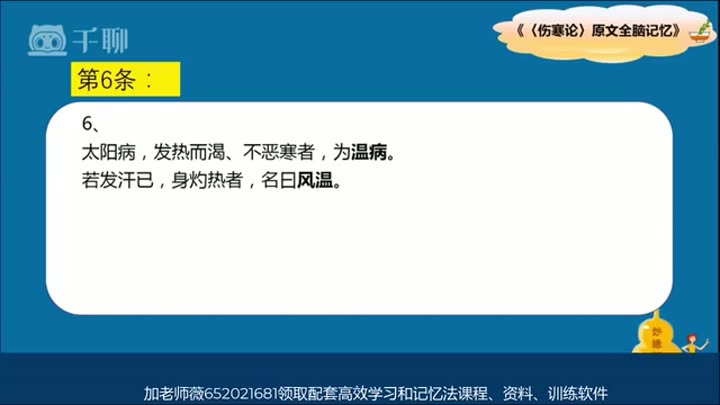 千聊
《〈伤寒论〉原文全脑记忆》
第6条：
6、
太阳病，发热而渴、不恶寒者，为温病。
若发汗已，身灼热者，名曰风温。
加老师薇652021681领取配套高效学习和记忆法课程、资料、训练软件